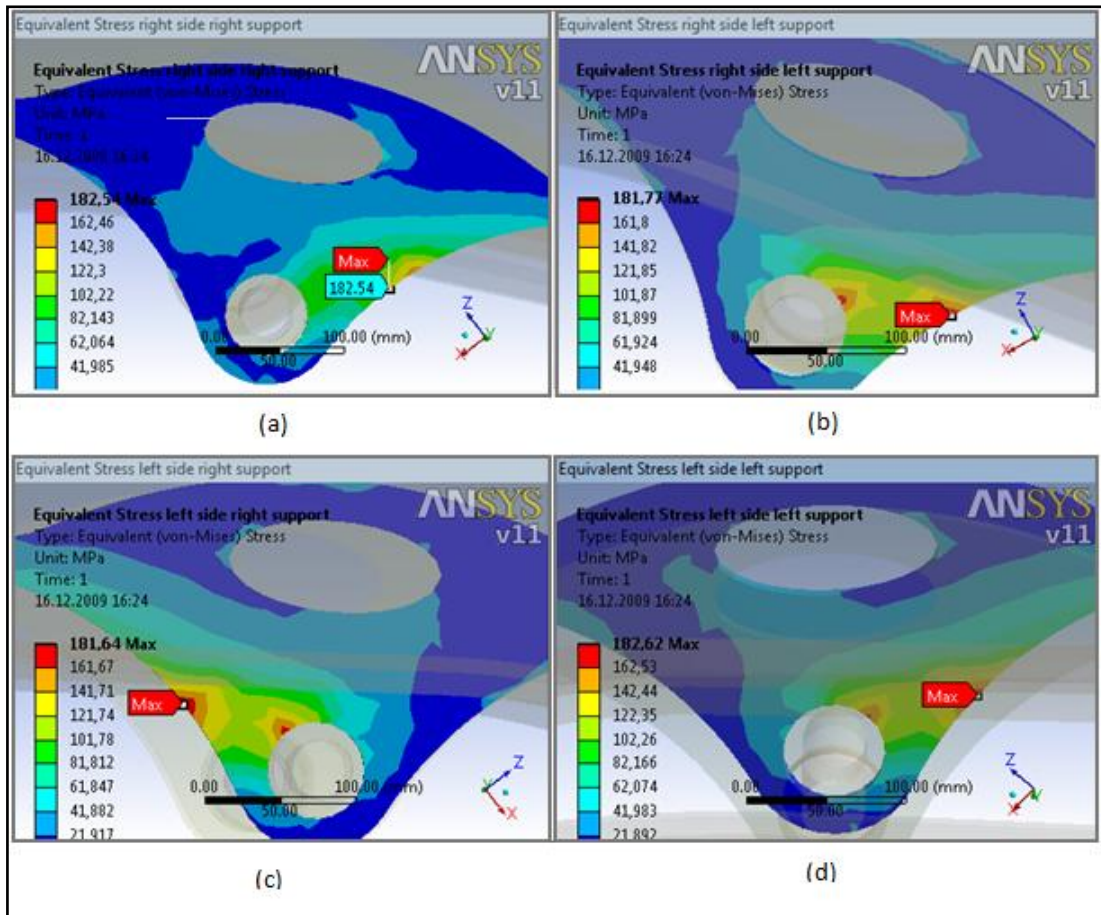 Equivalent Stress right side right support
ANSYS
v11
Equivalent Stress right side right support
Type: Equivalent (von-Mises) Stress
Unit: MPa
Time: 1
16.12.2009 16:24
182,54 Max
162,46
142,38
122,3
102,22
82,143
62,064
41,985
Max
182.54
0.00
100.00 (mm)
50.00
Z
Y
X
(a)
Equivalent Stress right side left support
ANSYS
v11
Equivalent Stress right side left support
Type: Equivalent (von-Mises) Stress
Unit: MPa
Time: 1
16.12.2009 16:24
181,77 Max
161,8
141,82
121,85
101,87
81,899
61,924
41,948
Max
0.00
100.00 (mm)
50.00
Z
Y
X
(b)
Equivalent Stress left side right support
ANSYS
v11
Equivalent Stress left side right support
Type: Equivalent (von-Mises) Stress
Unit: MPa
Time: 1
16.12.2009 16:24
181,64 Max
161,67
141,71
121,74
101,78
81,812
61,847
41,882
21,917
Max
0.00
100.00 (mm)
50.00
Z
Y
X
(c)
Equivalent Stress left side left support
ANSYS
v11
Equivalent Stress left side left support
Type: Equivalent (von-Mises) Stress
Unit: MPa
Time: 1
16.12.2009 16:24
182,62 Max
162,53
142,44
122,35
102,26
82,166
62,074
41,983
21,892
Max
0.00
100.00 (mm)
50.00
Z
Y
X
(d)